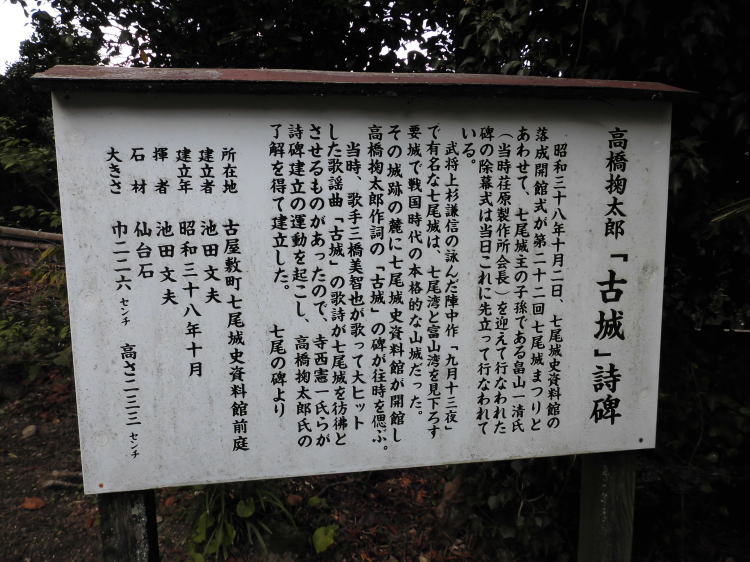 高橋掬太郎「古城」詩碑
昭和三十八年十月二日、七尾城史資料館の
落成開館式が第二十二回七尾城まつりと
あわせて、七尾城主の子孫である畠山一清氏
（当時荏原製作所会長）を迎えて行なわれた
碑の除幕式は当日これに先立って行なわれて
いる。
武将上杉謙信の詠んだ陣中作「九月十三夜」
で有名な七尾城は、七尾湾と富山湾を見下ろす
要城で戦国時代の本格的な山城だった。
その城跡の麓に七尾城史資料館が開館し
高橋掬太郎作詞の「古城」の碑が往時を偲ぶ。
当時、歌手三橋美智也が歌って大ヒット
した歌謡曲「古城」の歌詩が七尾城を彷彿と
させるものがあったので、寺西憲一氏らが
詩碑建立の運動を起こし、高橋掬太郎氏の
了解を得て建立した。　七尾の碑より
所在地　古屋敷町七尾城史資料館前庭
建立者　池田文夫
建立年　昭和三十八年十月
揮者　池田文夫
石材　仙台石
大きさ　巾二二六センチ　高さ二三三センチ